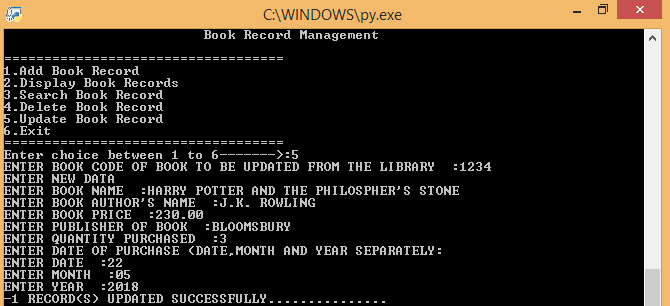 C:\WINDOWS\py.exe
Book Record Management
===================================
1.Add Book Record
2.Display Book Records
3.Search Book Record
4.Delete Book Record
5.Update Book Record
6.Exit
===================================
Enter choice between 1 to 6------->:5
ENTER BOOK CODE OF BOOK TO BE UPDATED FROM THE LIBRARY  :1234
ENTER NEW DATA
ENTER BOOK NAME  :HARRY POTTER AND THE PHILOSPHER'S STONE
ENTER BOOK AUTHOR'S NAME  :J.K. ROWLING
ENTER BOOK PRICE  :230.00
ENTER PUBLISHER OF BOOK  :BLOOMSBURY
ENTER QUANTITY PURCHASED  :3
ENTER DATE OF PURCHASE (DATE,MONTH AND YEAR SEPARATELY:
ENTER DATE  :22
ENTER MONTH  :05
ENTER YEAR  :2018
-1 RECORD(S) UPDATED SUCCESSFULLY...............